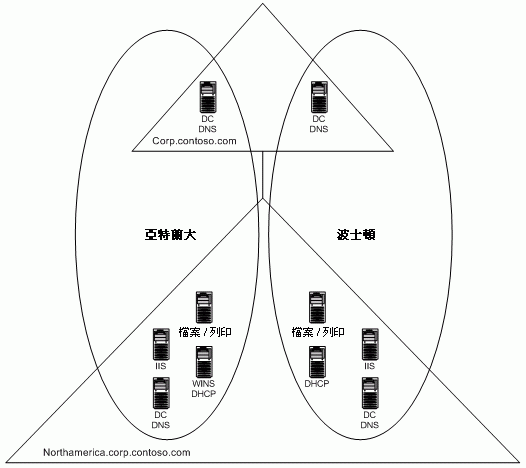 DC
DNS
DC
DNS
Corp.contoso.com
亞特蘭大
波士頓
檔案 / 列印
檔案 / 列印
IIS
WINS
DHCP
DHCP
IIS
DC
DNS
DC
DNS
Northamerica.corp.contoso.com